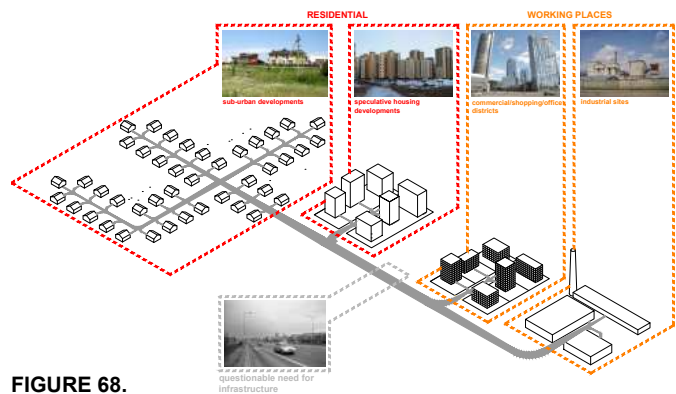 RESIDENTIAL
WORKING PLACES
sub-urban developments
speculative housing
developments
commercial/shopping/office
districts
industrial sites
questionable need for
infrastructure
FIGURE 68.